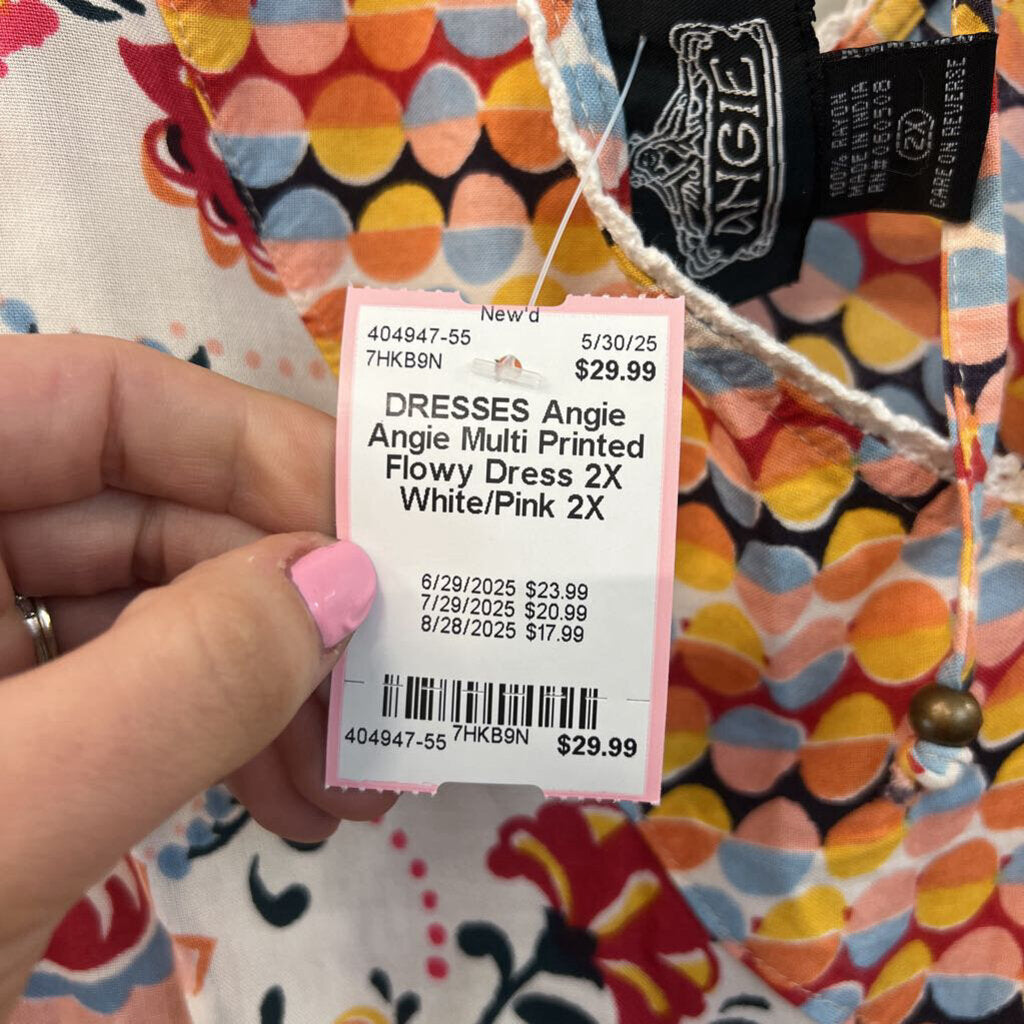 ANGIE
100% RAYON
MADE IN INDIA
RN#060508
(2X)
CARE ON REVERSE
New'd
404947-55 5/30/25
7HKB9N $29.99
DRESSES Angie
Angie Multi Printed
Flowy Dress 2X
White/Pink 2X
6/29/2025 $23.99
7/29/2025 $20.99
8/28/2025 $17.99
404947-55 7HKB9N $29.99